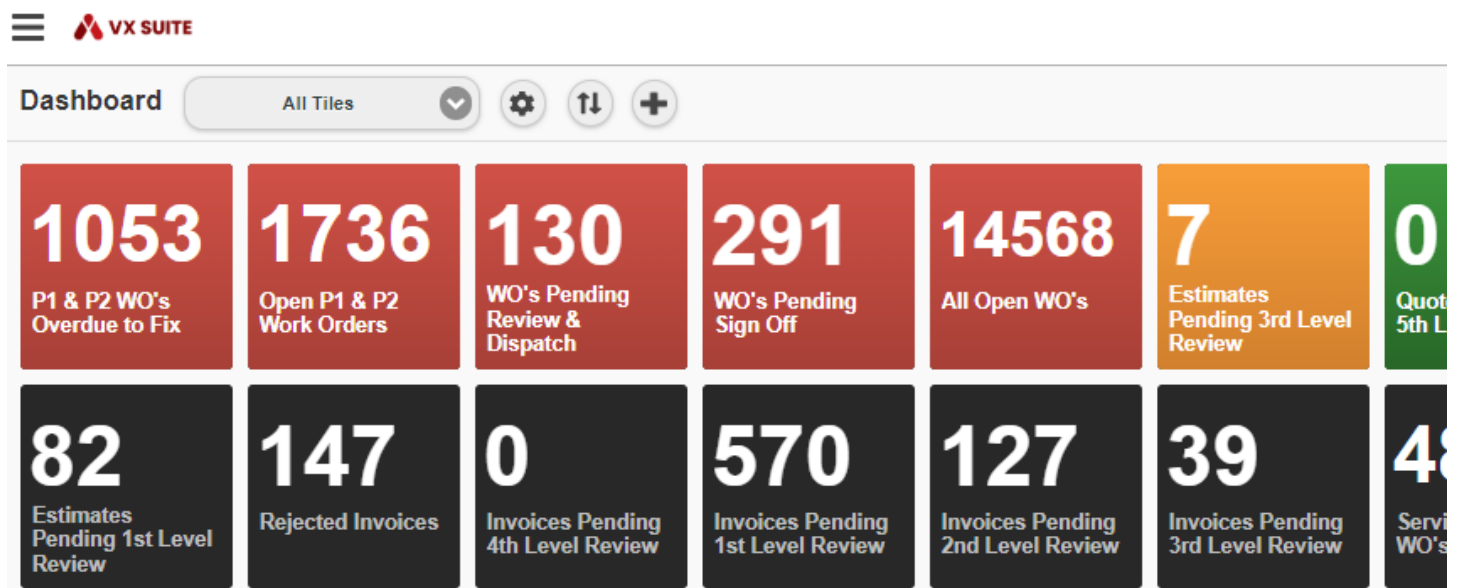 VX SUITE
Dashboard
All Tiles
1053
P1 & P2 WO's
Overdue to Fix
1736
Open P1 & P2
Work Orders
130
WO's Pending
Review &
Dispatch
291
WO's Pending
Sign Off
14568
All Open WO's
7
Estimates
Pending 3rd Level
Review
0
5th
82
Estimates
Pending 1st Level
Review
147
Rejected Invoices
0
Invoices Pending
4th Level Review
570
Invoices Pending
1st Level Review
127
Invoices Pending
2nd Level Review
39
Invoices Pending
3rd Level Review
WO's